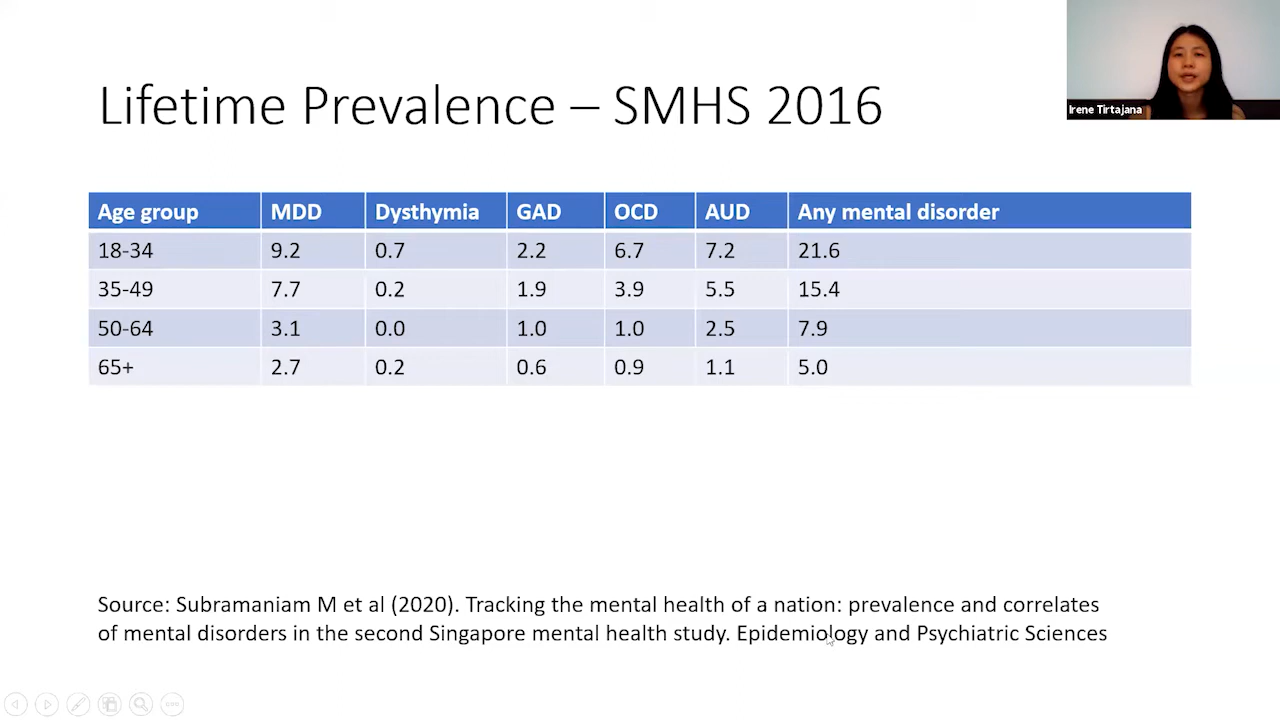 Lifetime Prevalence – SMHS 2016
Irene Tirtajana
Age group MDD Dysthymia GAD OCD AUD Any mental disorder
18-34 9.2 0.7 2.2 6.7 7.2 21.6
35-49 7.7 0.2 1.9 3.9 5.5 15.4
50-64 3.1 0.0 1.0 1.0 2.5 7.9
65+ 2.7 0.2 0.6 0.9 1.1 5.0
Source: Subramaniam M et al (2020). Tracking the mental health of a nation: prevalence and correlates
of mental disorders in the second Singapore mental health study. Epidemiology and Psychiatric Sciences